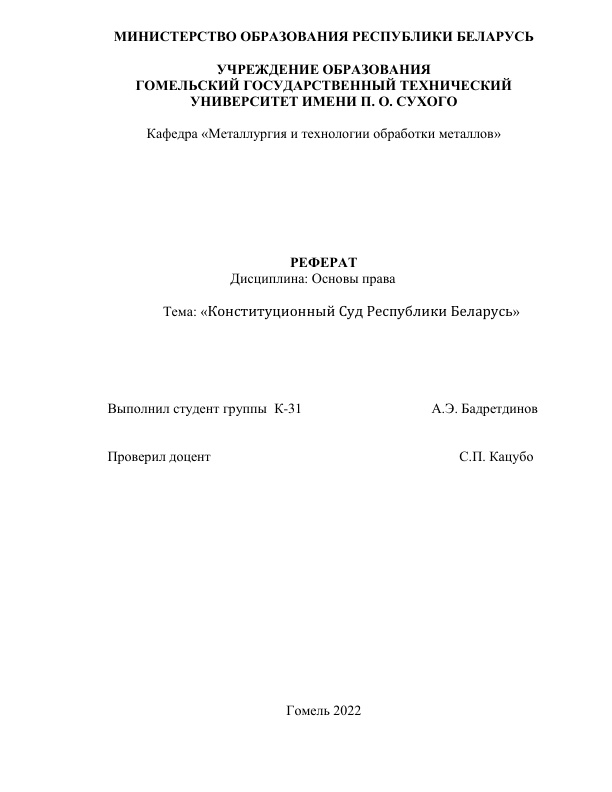 МИНИСТЕРСТВО ОБРАЗОВАНИЯ РЕСПУБЛИКИ БЕЛАРУСЬ
УЧРЕЖДЕНИЕ ОБРАЗОВАНИЯ
ГОМЕЛЬСКИЙ ГОСУДАРСТВЕННЫЙ ТЕХНИЧЕСКИЙ
УНИВЕРСИТЕТ ИМЕНИ П. О. СУХОГО
Кафедра «Металлургия и технологии обработки металлов»
РЕФЕРАТ
Дисциплина: Основы права
Тема: «Конституционный Суд Республики Беларусь»
Выполнил студент группы К-31 А.Э. Бадретдинов
Проверил доцент С.П. Кацубо
Гомель 2022